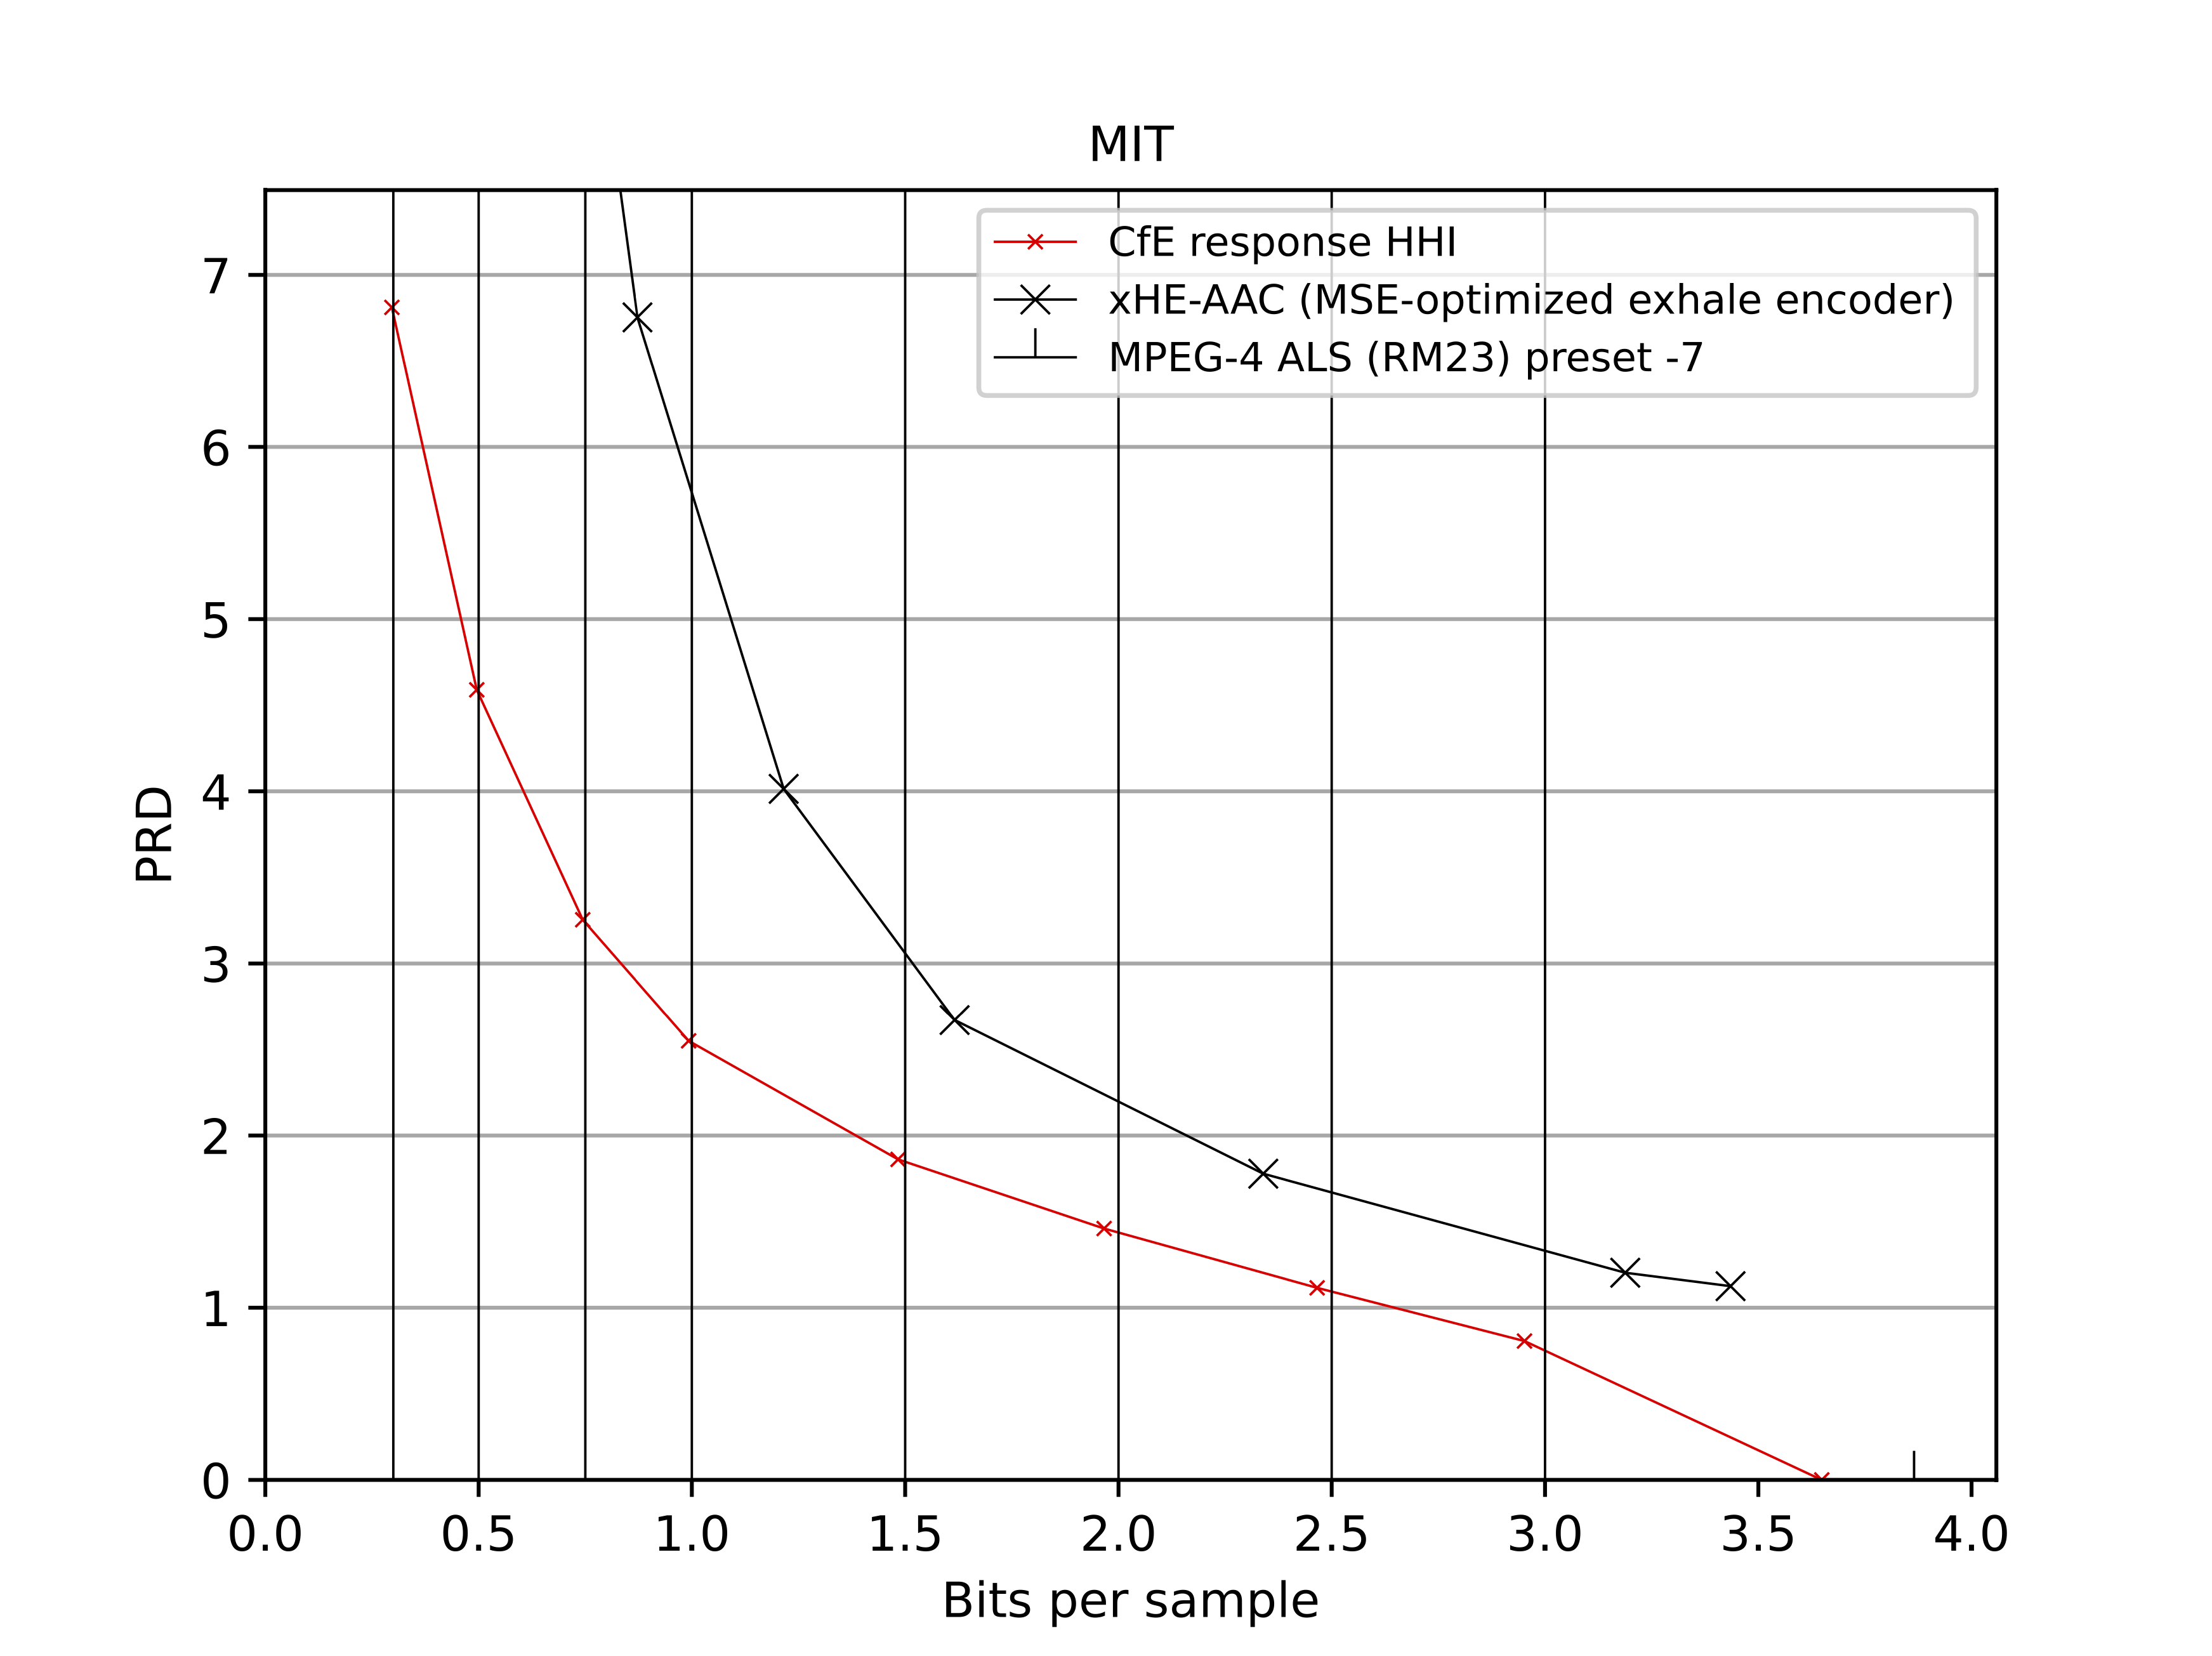 MIT
CfE response HHI
xHE-AAC (MSE-optimized exhale encoder)
MPEG-4 ALS (RM23) preset -7
7
6
5
4
3
2
1
0
PRD
0.0 0.5 1.0 1.5 2.0 2.5 3.0 3.5 4.0
Bits per sample